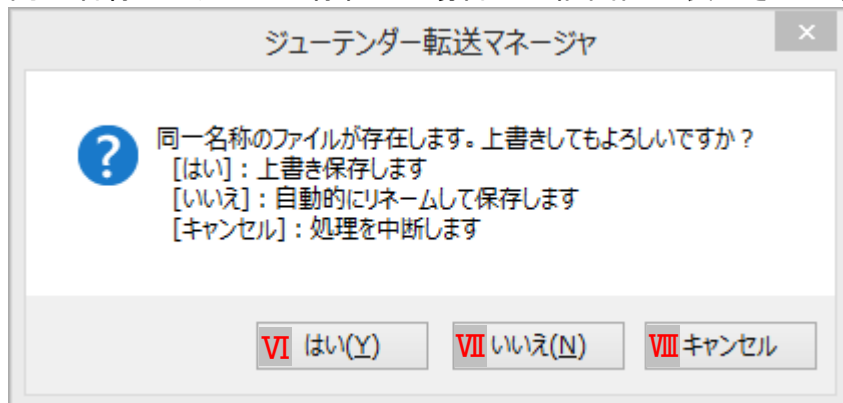 ジューテンダー転送マネージャ
×
同一名称のファイルが存在します。上書きしてもよろしいですか？
[はい]：上書き保存します
[いいえ]：自動的にリネームして保存します
[キャンセル]：処理を中断します
Ⅵ はい(Y) Ⅶ いいえ(N) Ⅷ キャンセル